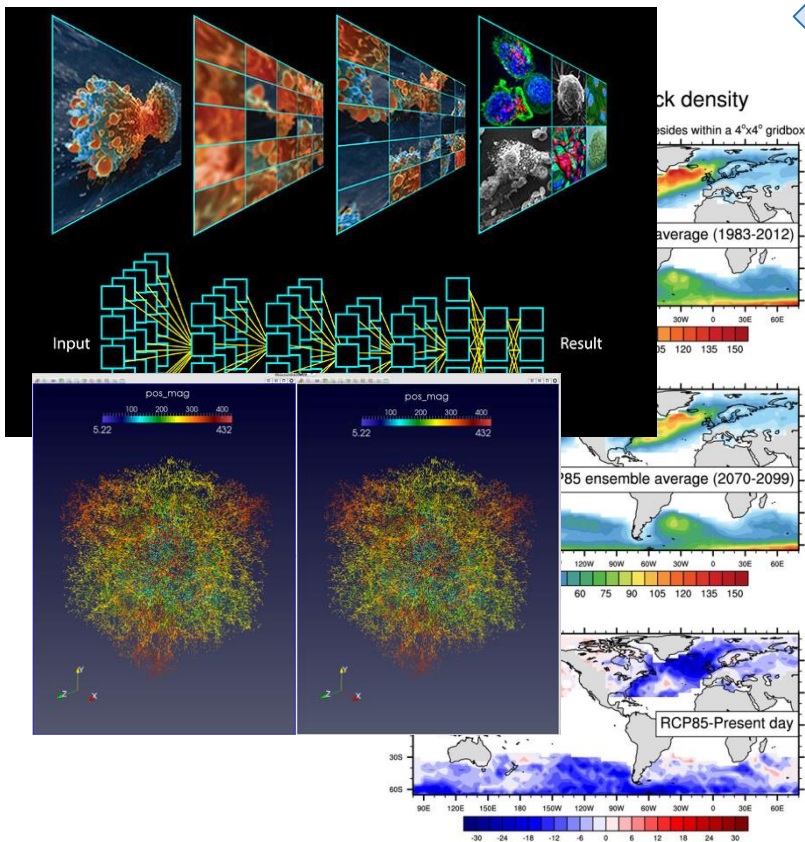 Input
Result
pos_mag
100 200 300 400
5.22
432
pos_mag
100 200 300 400
5.22
432
ck density
esides within a 4°x4° gridbox
average (1983-2012)
30W 0 30E 60E
05 120 135 150
P85 ensemble average (2070-2099)
120W 90W 60W 30W 0 30E 60E
60 75 90 105 120 135 150
RCP85-Present day
30S
60S
90E 120E 150E 180 150W 120W 90W 60W 30W 0 30E 60E
-30 -24 -18 -12 -6 0 6 12 18 24 30
Y
Z
X
Y
Z
X